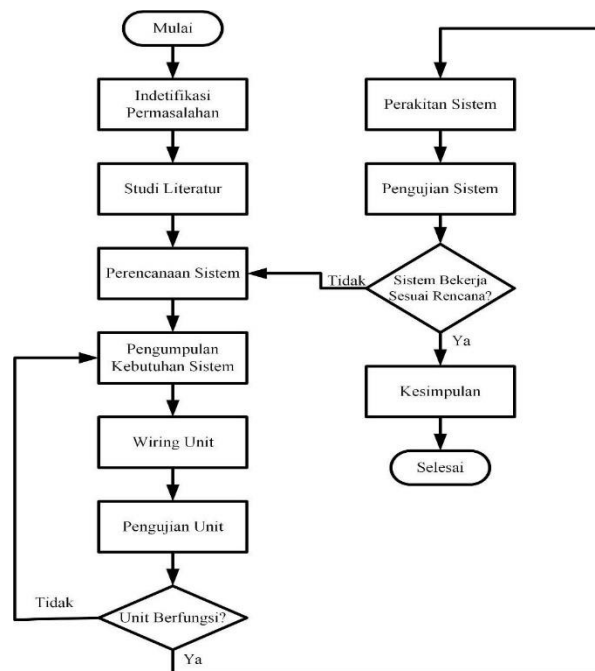 Mulai
Indetifikasi
Permasalahan
Studi Literatur
Perencanaan Sistem
Pengumpulan
Kebutuhan Sistem
Wiring Unit
Pengujian Unit
Unit Berfungsi?
Tidak
Ya
Perakitan Sistem
Pengujian Sistem
Sistem Bekerja
Sesuai Rencana?
Tidak
Ya
Kesimpulan
Selesai